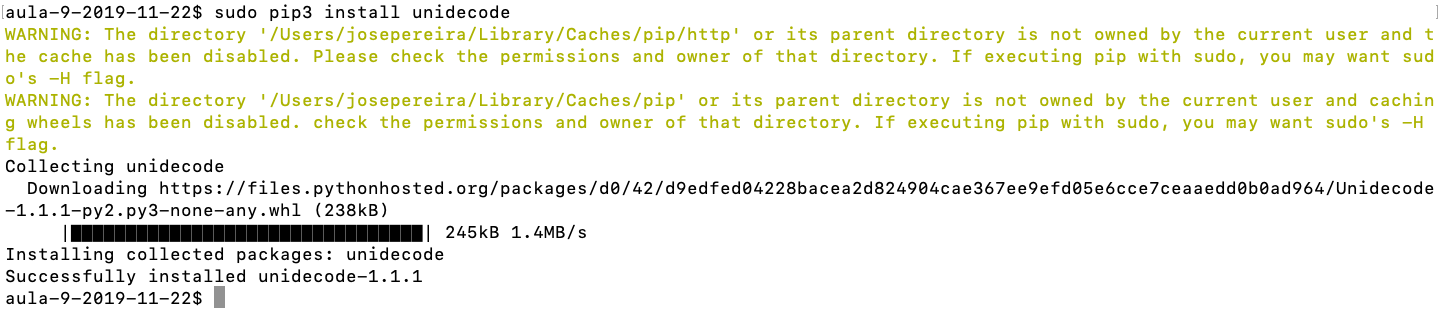 aula-9-2019-11-22$ sudo pip3 install unidecode
WARNING: The directory '/Users/josepereira/Library/Caches/pip/http' or its parent directory is not owned by the current user and t
he cache has been disabled. Please check the permissions and owner of that directory. If executing pip with sudo, you may want sud
o's -H flag.
WARNING: The directory '/Users/josepereira/Library/Caches/pip' or its parent directory is not owned by the current user and cachin
g wheels has been disabled. check the permissions and owner of that directory. If executing pip with sudo, you may want sudo's -H
flag.
Collecting unidecode
  Downloading https://files.pythonhosted.org/packages/d0/42/d9edfed04228bacea2d824904cae367ee9efd05e6cce7ceaaedd0b0ad964/Unidecode
-1.1.1-py2.py3-none-any.whl (238kB)
     |████████████████████████████████| 245kB 1.4MB/s
Installing collected packages: unidecode
Successfully installed unidecode-1.1.1
aula-9-2019-11-22$